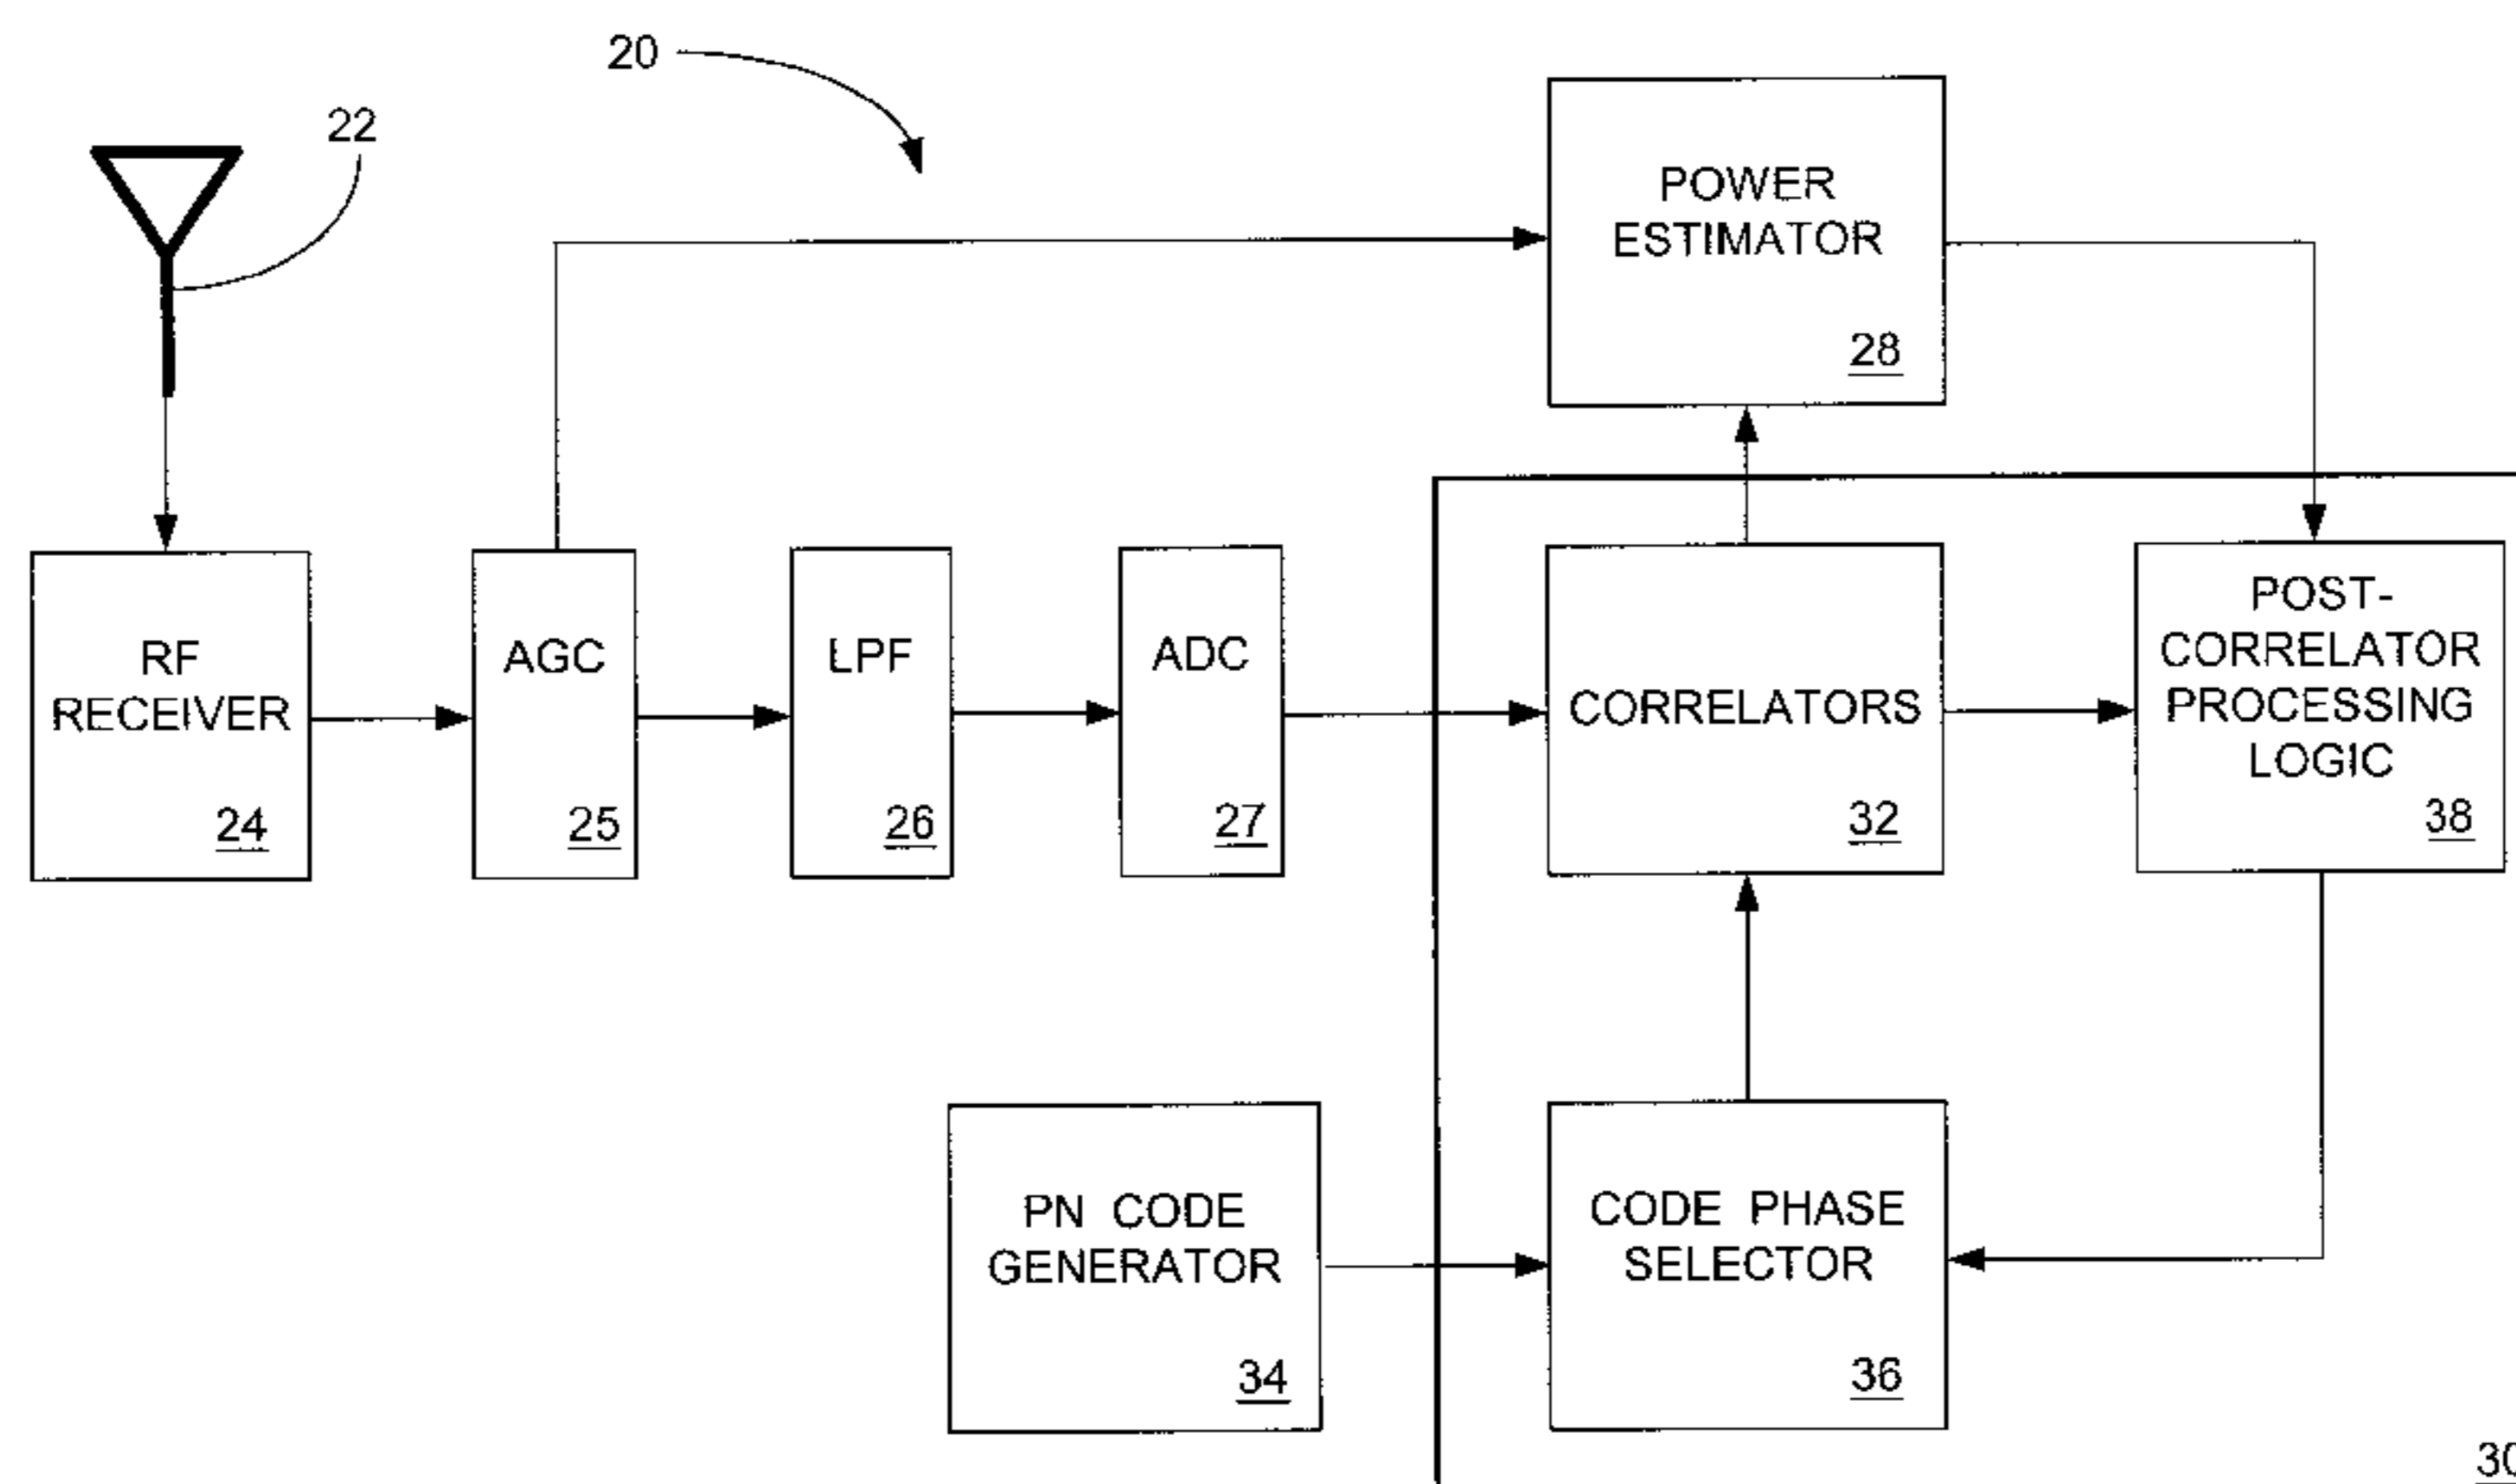 20
22
POWER
ESTIMATOR
28
RF
RECEIVER
24
AGC
25
LPF
26
ADC
27
CORRELATORS
32
POST-
CORRELATOR
PROCESSING
LOGIC
38
PN CODE
GENERATOR
34
CODE PHASE
SELECTOR
36
30